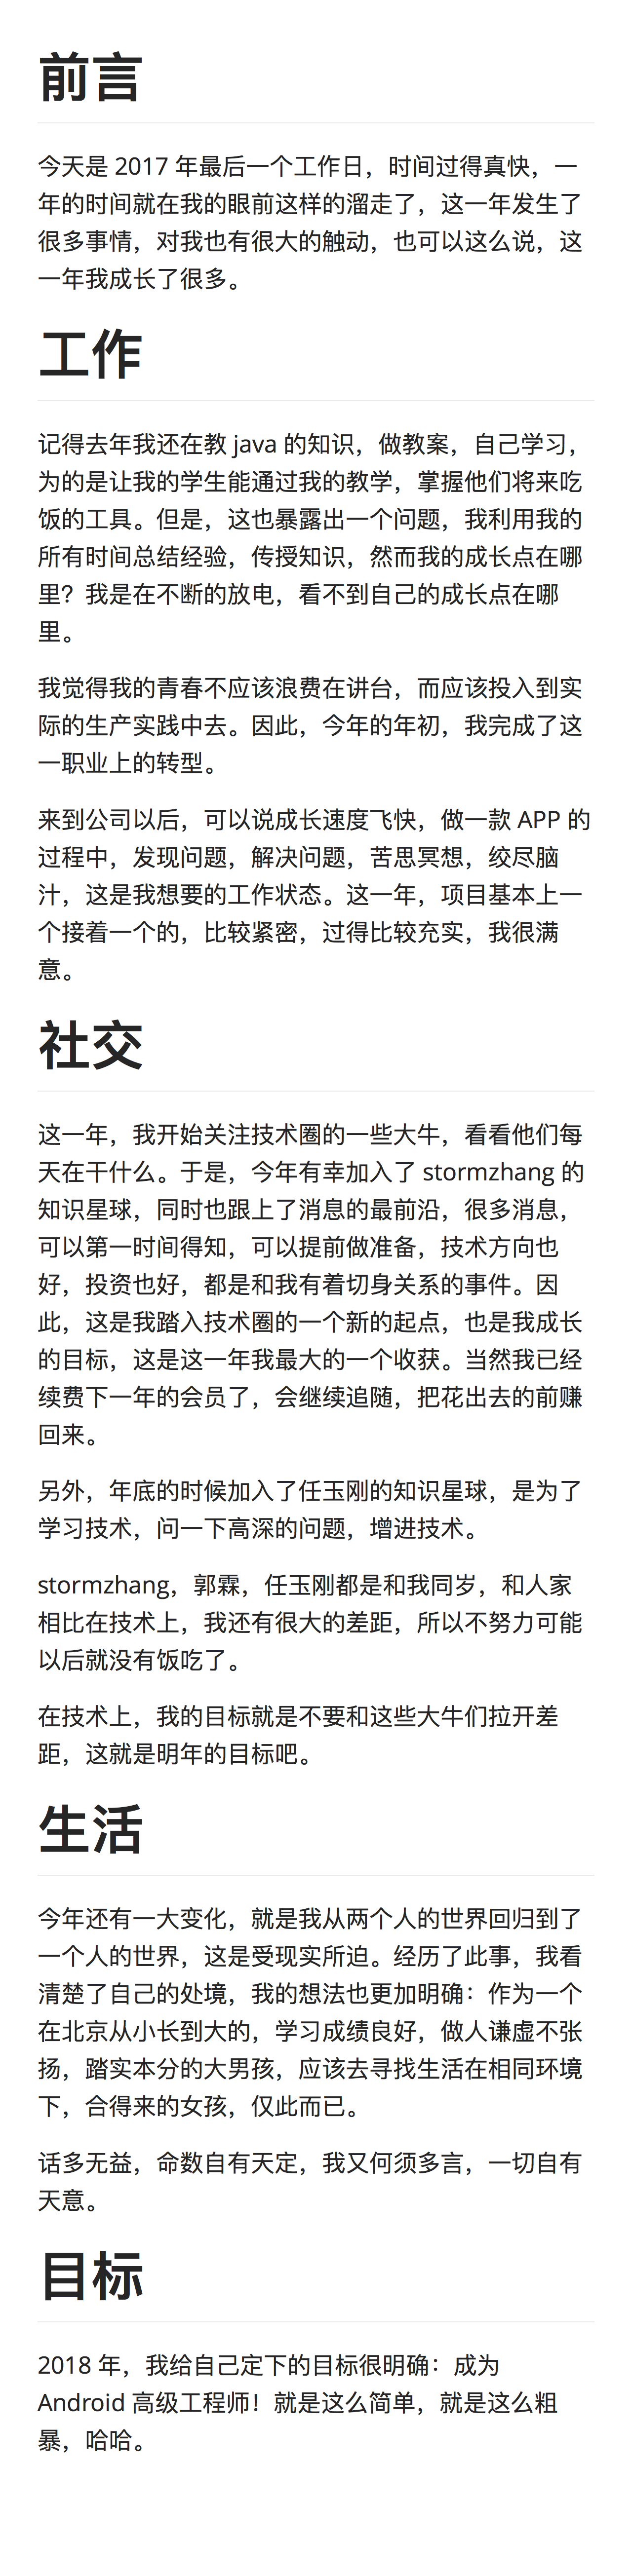 前言
今天是 2017 年最后一个工作日，时间过得真快，一
年的时间就在我的眼前这样的溜走了，这一年发生了
很多事情，对我也有很大的触动，也可以这么说，这
一年我成长了很多。
工作
记得去年我还在教 java 的知识，做教案，自己学习，
为的是让我的学生能通过我的教学，掌握他们将来吃
饭的工具。但是，这也暴露出一个问题，我利用我的
所有时间总结经验，传授知识，然而我的成长点在哪
里？我是在不断的放电，看不到自己的成长点在哪
里。
我觉得我的青春不应该浪费在讲台，而应该投入到实
际的生产实践中去。因此，今年的年初，我完成了这
一职业上的转型。
来到公司以后，可以说成长速度飞快，做一款 APP 的
过程中，发现问题，解决问题，苦思冥想，绞尽脑
汁，这是我想要的工作状态。这一年，项目基本上一
个接着一个的，比较紧密，过得比较充实，我很满
意。
社交
这一年，我开始关注技术圈的一些大牛，看看他们每
天在干什么。于是，今年有幸加入了 stormzhang 的
知识星球，同时也跟上了消息的最前沿，很多消息，
可以第一时间得知，可以提前做准备，技术方向也
好，投资也好，都是和我有着切身关系的事件。因
此，这是我踏入技术圈的一个新的起点，也是我成长
的目标，这是这一年我最大的一个收获。当然我已经
续费下一年的会员了，会继续追随，把花出去的前赚
回来。
另外，年底的时候加入了任玉刚的知识星球，是为了
学习技术，问一下高深的问题，增进技术。
stormzhang，郭霖，任玉刚都是和我同岁，和人家
相比在技术上，我还有很大的差距，所以不努力可能
以后就没有饭吃了。
在技术上，我的目标就是不要和这些大牛们拉开差
距，这就是明年的目标吧。
生活
今年还有一大变化，就是我从两个人的世界回归到了
一个人的世界，这是受现实所迫。经历了此事，我看
清楚了自己的处境，我的想法也更加明确：作为一个
在北京从小长到大的，学习成绩良好，做人谦虚不张
扬，踏实本分的大男孩，应该去寻找生活在相同环境
下，合得来的女孩，仅此而已。
话多无益，命数自有天定，我又何须多言，一切自有
天意。
目标
2018 年，我给自己定下的目标很明确：成为
Android 高级工程师！就是这么简单，就是这么粗
暴，哈哈。